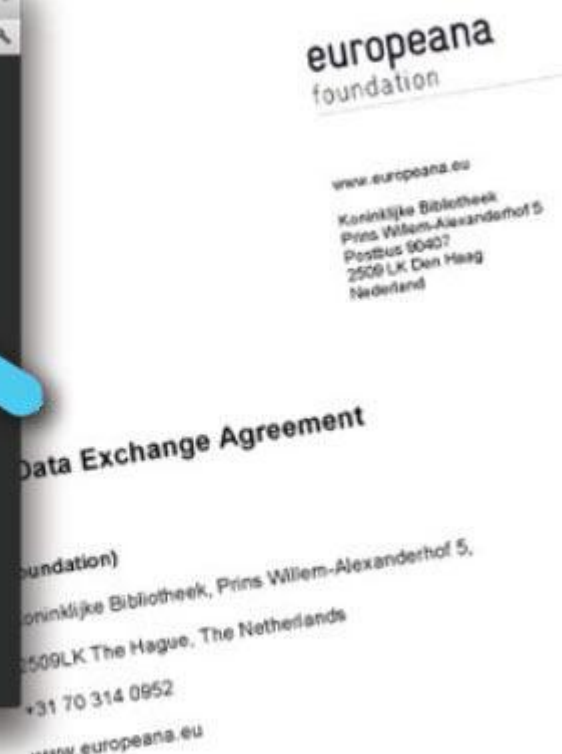 europeana
foundation
www.europeana.eu
Koninklijke Bibliotheek
Prins Willem-Alexanderhof 5
Postbus 90407
2509 LK Den Haag
Nederland
Data Exchange Agreement
oundation)
oninklijke Bibliotheek, Prins Willem-Alexanderhof 5,
2509LK The Hague, The Netherlands
+31 70 314 0952
www.europeana.eu